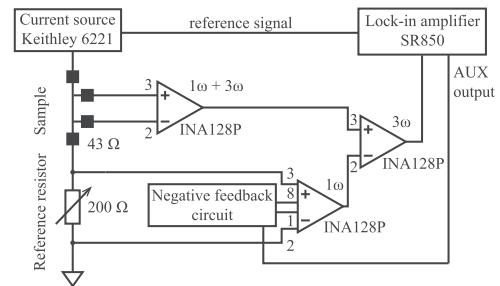 Current source
Keithley 6221
reference signal
Lock-in amplifier
SR850
AUX
output
Sample
3
+
1ω + 3ω
−
2
INA128P
43 Ω
3
+
3ω
−
2
INA128P
Reference resistor
200 Ω
Negative feedback
circuit
3
8
+
1ω
−
1
2
INA128P